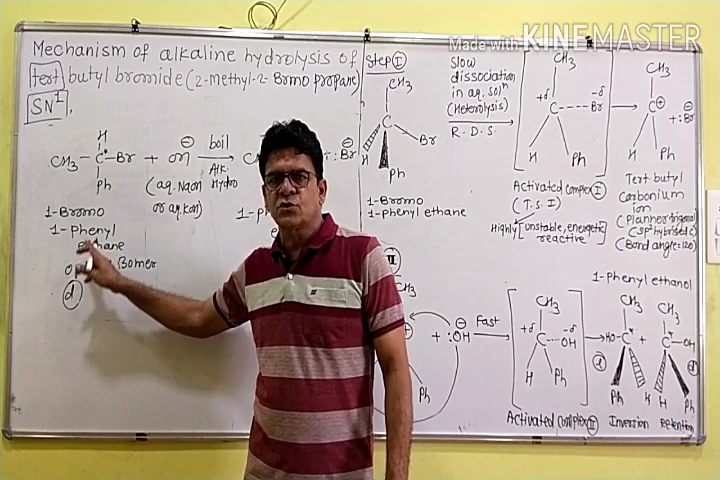 Made with KINEMASTER
Mechanism of alkaline hydrolysis of
tert butyl bromide (2-methyl-2-Brmo propane)
SN1.
H
CH3 - C* - Br + OH⊖ boil
Ph
(aq. NaOH
or aq. KOH)
Alk.
Hydro
+ :Br⊖
1-Bromo
1-Phenyl
ethane
d
Step I
CH3
C
H
Br
Ph
1-Bromo
1-phenyl ethane
Slow
dissociation
in aq. soln
(Heterolysis)
R. D. S.
CH3
+δ -δ
C ---- Br
H Ph
Activated complex I
(T. S. I)
Highly [unstable, energetic
reactive]
CH3
C⊕ + :Br⊖
H Ph
Tert butyl
Carbonium
ion
(Planner trigonal)
(SP2 hybrised C)
(Bond angle=120)
II
CH3
⊕ + :OH⊖
Ph
Fast
CH3
+δ -δ
C ---- OH
H Ph
Activated Complex II
1-phenyl ethanol
CH3 CH3
HO-C* + C*-OH
l d
Ph H H Ph
Inversion Retention